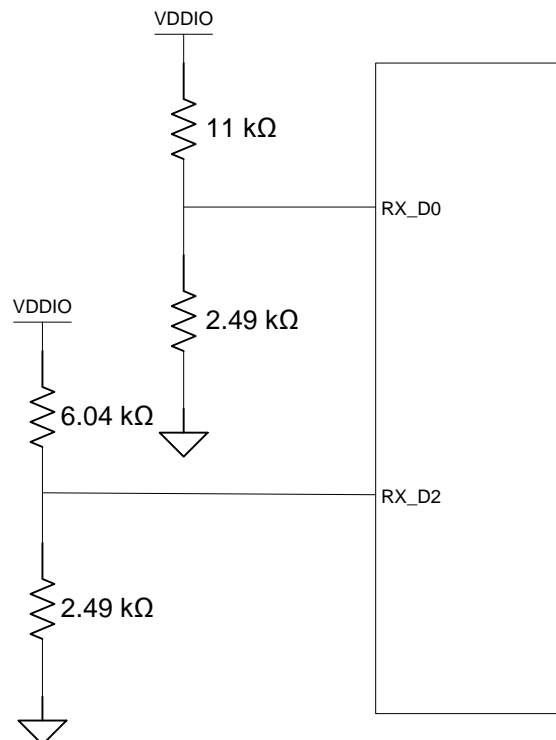 VDDIO
11 kΩ
RX_D0
2.49 kΩ
VDDIO
6.04 kΩ
RX_D2
2.49 kΩ